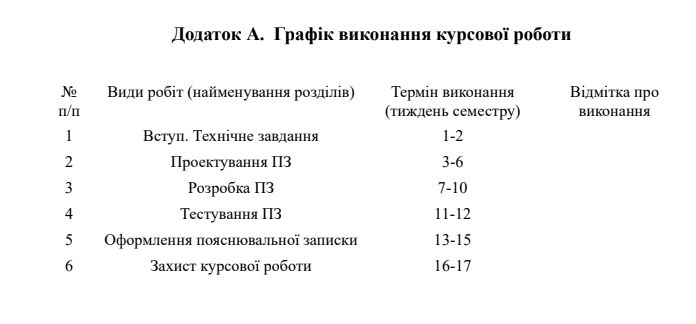 Додаток А. Графік виконання курсової роботи
№ Види робіт (найменування розділів) Термін виконання Відмітка про
п/п (тиждень семестру) виконання
1 Вступ. Технічне завдання 1-2
2 Проектування ПЗ 3-6
3 Розробка ПЗ 7-10
4 Тестування ПЗ 11-12
5 Оформлення пояснювальної записки 13-15
6 Захист курсової роботи 16-17